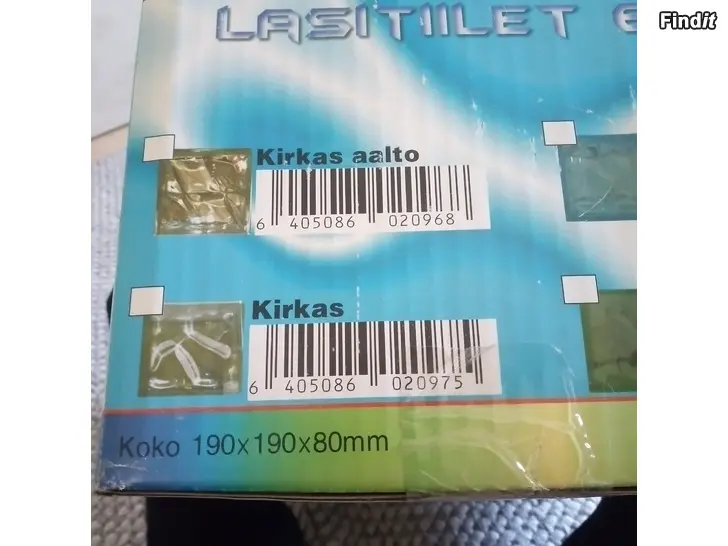 Findit
LASITIILET
Kirkas aalto
6 405086 020968
Kirkas
6 405086 020975
Koko 190x190x80mm